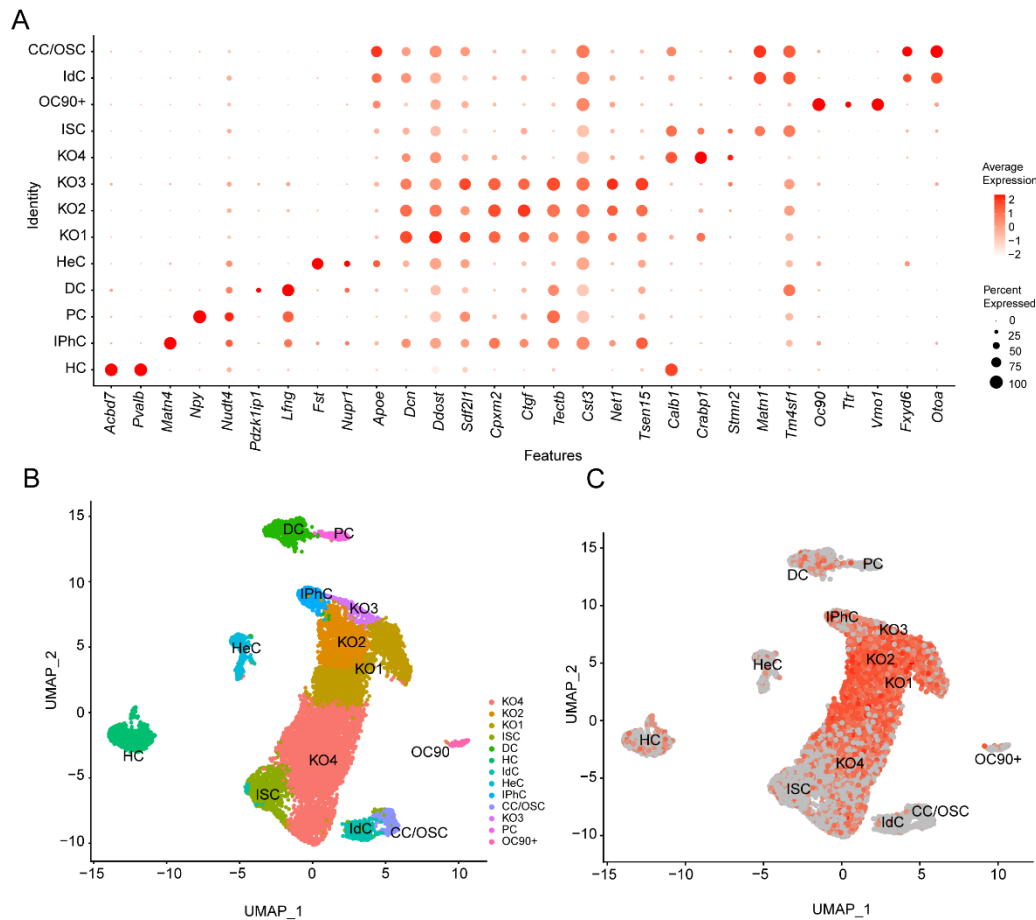 A
CC/OSC
IdC
OC90+
ISC
KO4
KO3
KO2
KO1
HeC
DC
PC
IPhC
HC
Identity
Acbd7
Pvalb
Matn4
Npy
Nudt4
Pdzk1ip1
Lfng
Fst
Nupr1
Apoe
Dcn
Ddost
Sdf2l1
Cpxm2
Ctgf
Tectb
Cst3
Net1
Tsen15
Calb1
Crabp1
Stmn2
Matn1
Tm4sf1
Oc90
Ttr
Vmo1
Fxyd6
Otoa
Features
Average
Expression
2
1
0
−1
−2
Percent
Expressed
0
25
50
75
100
B
15
10
5
0
−5
−10
UMAP_2
DC
PC
IPhC
KO3
KO2
HeC
KO1
HC
OC90
KO4
ISC
IdC
CC/OSC
−15
−10
−5
0
5
10
UMAP_1
KO4
KO2
KO1
ISC
DC
HC
IdC
HeC
IPhC
CC/OSC
KO3
PC
OC90+
C
15
10
5
0
−5
−10
UMAP_2
PC
DC
IPhC
KO3
KO2
HeC
KO1
HC
OC90+
KO4
ISC
IdC
CC/OSC
−15
−10
−5
0
5
10
UMAP_1